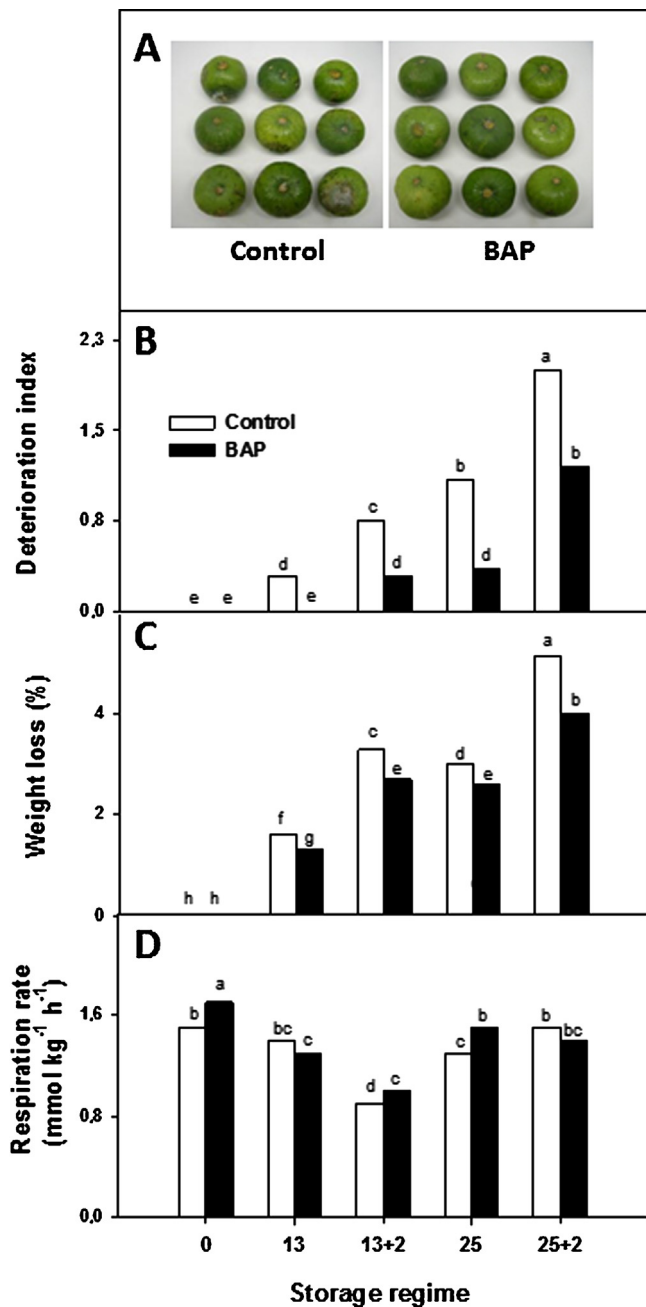 A
Control BAP
B
Deterioration index
2,3
1,5
0,8
0,0
Control
BAP
e e d e c d b d a b
C
Weight loss (%)
4
2
0
h h f g c e d e a b
D
Respiration rate
(mmol kg⁻¹ h⁻¹)
1,6
0,8
0,0
b a bc c d c c b b bc
0 13 13+2 25 25+2
Storage regime